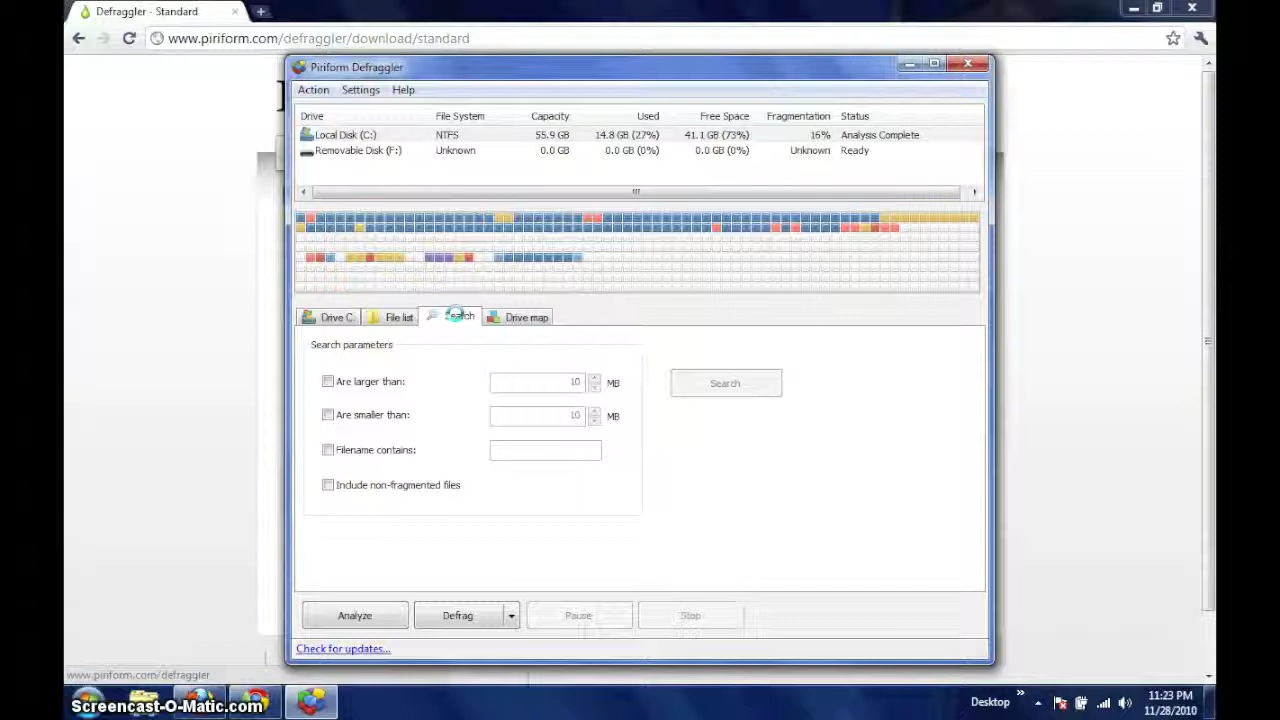 Defraggler - Standard
www.piriform.com/defraggler/download/standard
Piriform Defraggler
Action Settings Help
Drive File System Capacity Used Free Space Fragmentation Status
Local Disk (C:) NTFS 55.9 GB 14.8 GB (27%) 41.1 GB (73%) 16% Analysis Complete
Removable Disk (F:) Unknown 0.0 GB 0.0 GB (0%) 0.0 GB (0%) Unknown Ready
Drive C: File list Search Drive map
Search parameters
Are larger than: 10 MB
Search
Are smaller than: 10 MB
Filename contains:
Include non-fragmented files
Analyze Defrag Pause Stop
Check for updates...
www.piriform.com/defraggler
Desktop »
11:23 PM
11/28/2010
Screencast-O-Matic.com